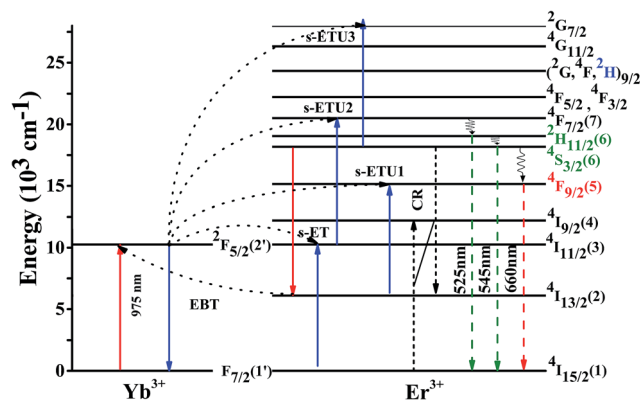 Energy (10³ cm⁻¹)
30
25
20
15
10
5
0
²G₇/₂
⁴G₁₁/₂
(²G,⁴F,²H)₉/₂
⁴F₅/₂ ,⁴F₃/₂
⁴F₇/₂(7)
²H₁₁/₂(6)
⁴S₃/₂(6)
⁴F₉/₂(5)
⁴I₉/₂(4)
⁴I₁₁/₂(3)
⁴I₁₃/₂(2)
⁴I₁₅/₂(1)
s-ETU3
s-ETU2
s-ETU1
s-ET
²F₅/₂(2')
F₇/₂(1')
EBT
CR
975 nm
525nm
545nm
660nm
Yb³⁺
Er³⁺